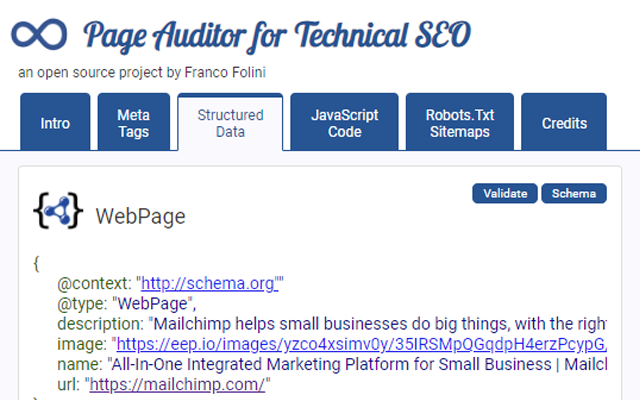 Page Auditor for Technical SEO
an open source project by Franco Folini
Intro
Meta
Tags
Structured
Data
JavaScript
Code
Robots.Txt
Sitemaps
Credits
Validate
Schema
WebPage
{
@context: "http://schema.org""
@type: "WebPage",
description: "Mailchimp helps small businesses do big things, with the right
image: "https://eep.io/images/yzco4xsimv0y/35IRSMpQGqdpH4erzPcypG,
name: "All-In-One Integrated Marketing Platform for Small Business | Mailcl
url: "https://mailchimp.com/"